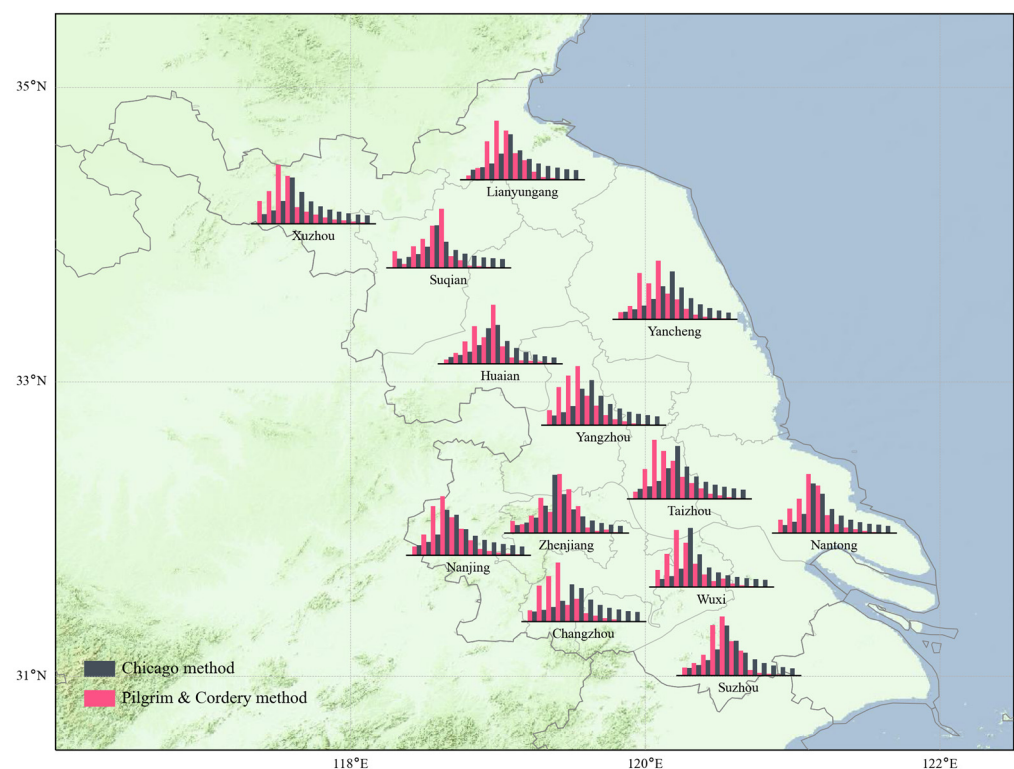 35°N
Lianyungang
Xuzhou
Suqian
Yancheng
33°N
Huaian
Yangzhou
Taizhou
Zhenjiang
Nantong
Nanjing
Wuxi
Changzhou
Chicago method
31°N
Suzhou
Pilgrim & Cordery method
118°E
120°E
122°E